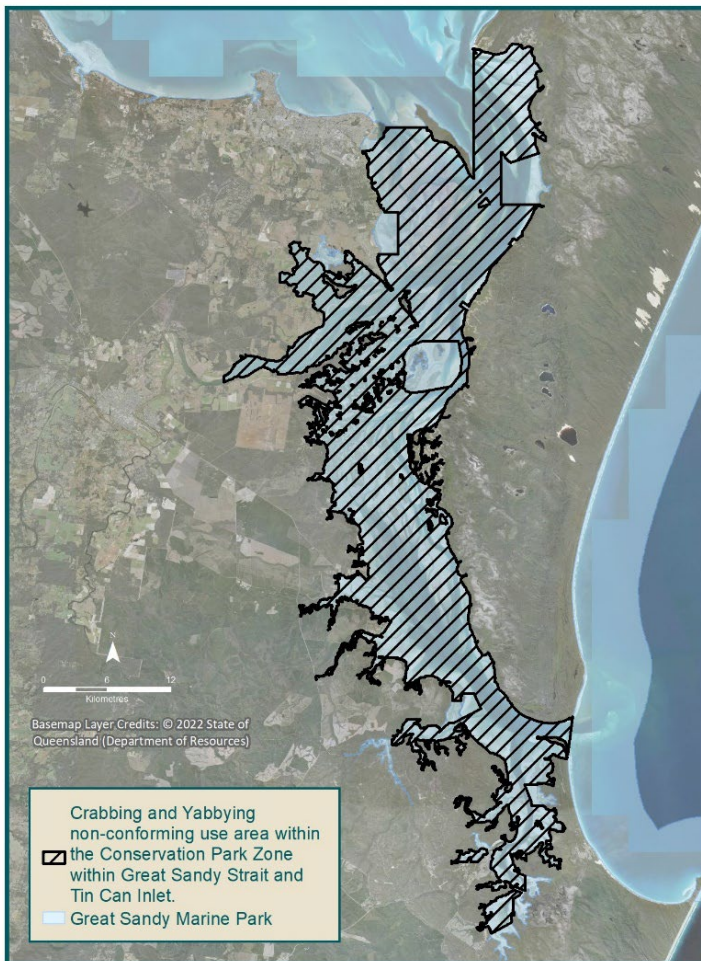 N
0 6 12
Kilometres
Basemap Layer Credits: © 2022 State of
Queensland (Department of Resources)
Crabbing and Yabbying
non-conforming use area within
the Conservation Park Zone
within Great Sandy Strait and
Tin Can Inlet.
Great Sandy Marine Park